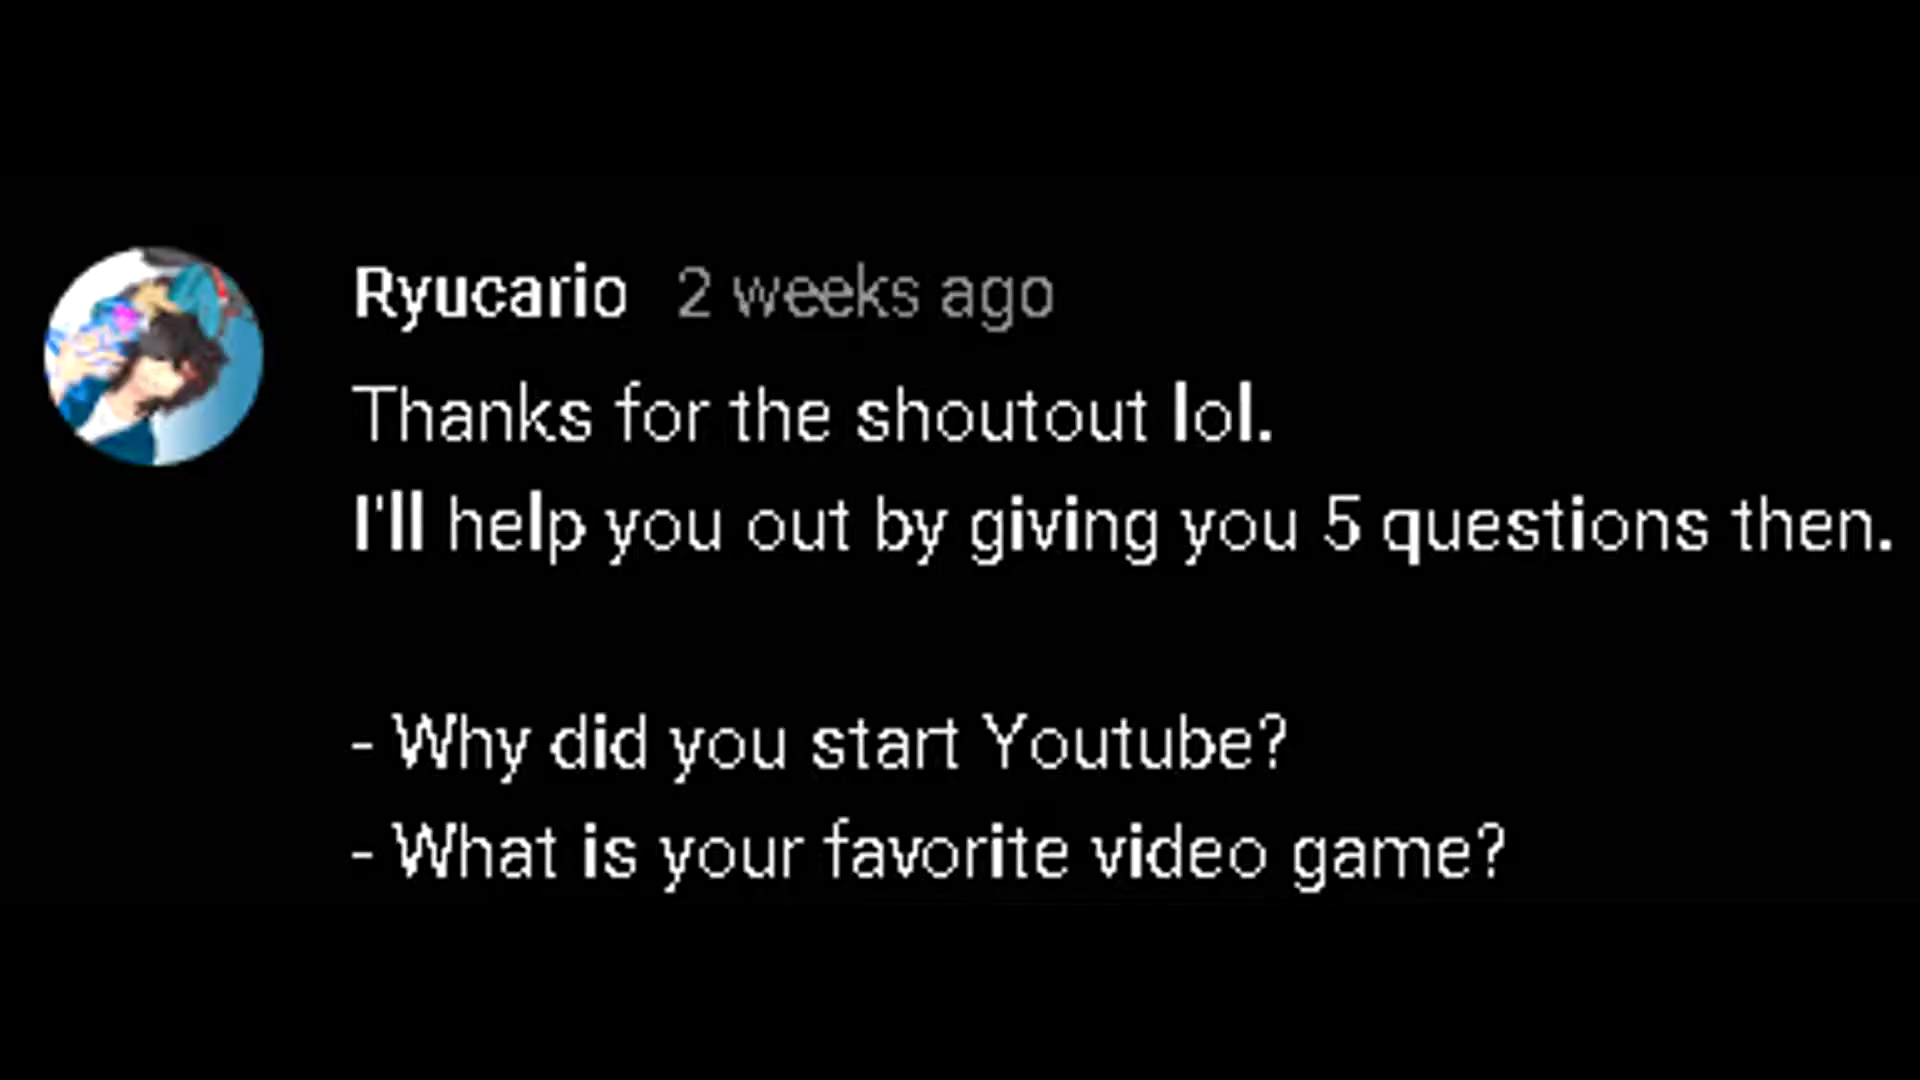 Ryucario 2 weeks ago
Thanks for the shoutout lol.
I'll help you out by giving you 5 questions then.
- Why did you start Youtube?
- What is your favorite video game?